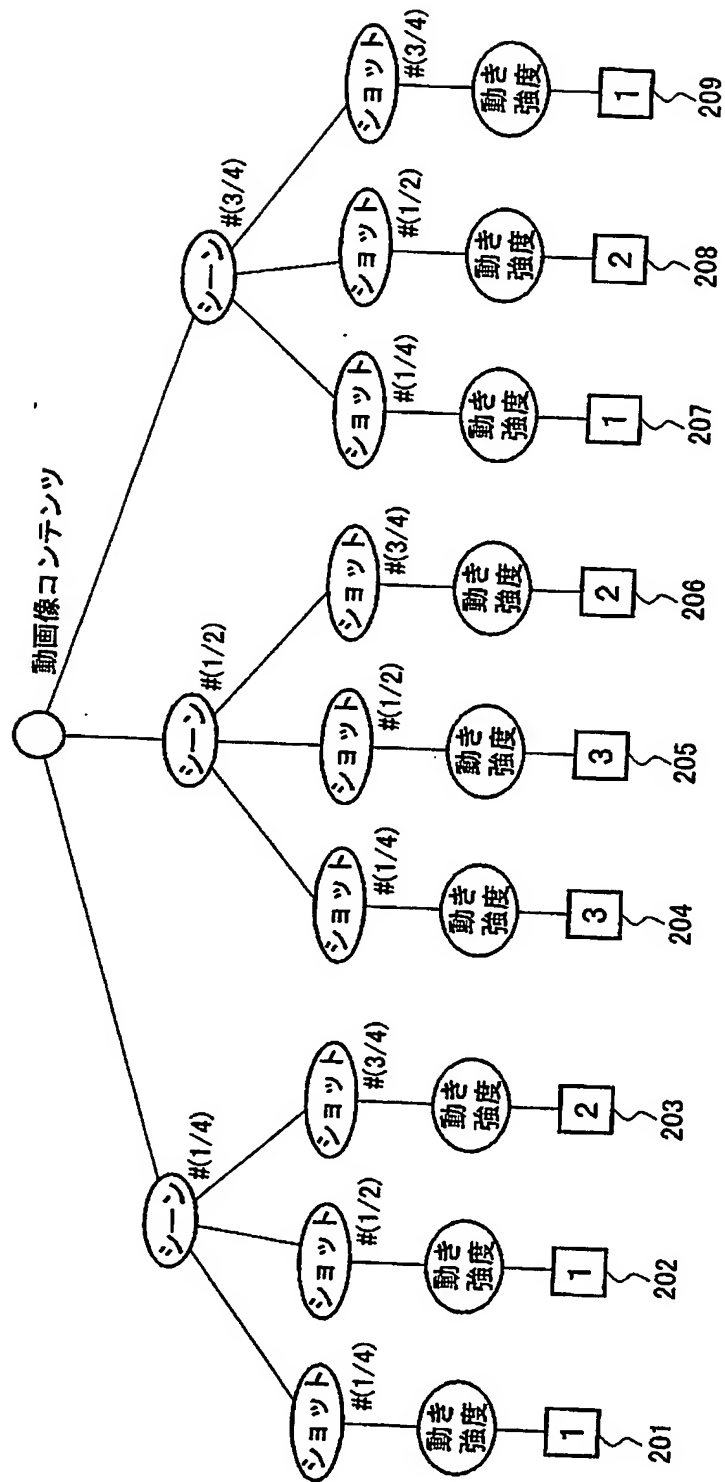 動画像コンテンツ
シーン
#(1/4)
シーン
#(1/2)
シーン
#(3/4)
ショット
#(1/4)
ショット
#(1/2)
ショット
#(3/4)
ショット
#(1/4)
ショット
#(1/2)
ショット
#(3/4)
ショット
#(1/4)
ショット
#(1/2)
ショット
#(3/4)
動き
強度
動き
強度
動き
強度
動き
強度
動き
強度
動き
強度
動き
強度
動き
強度
動き
強度
1
1
2
3
3
2
1
2
1
201
202
203
204
205
206
207
208
209